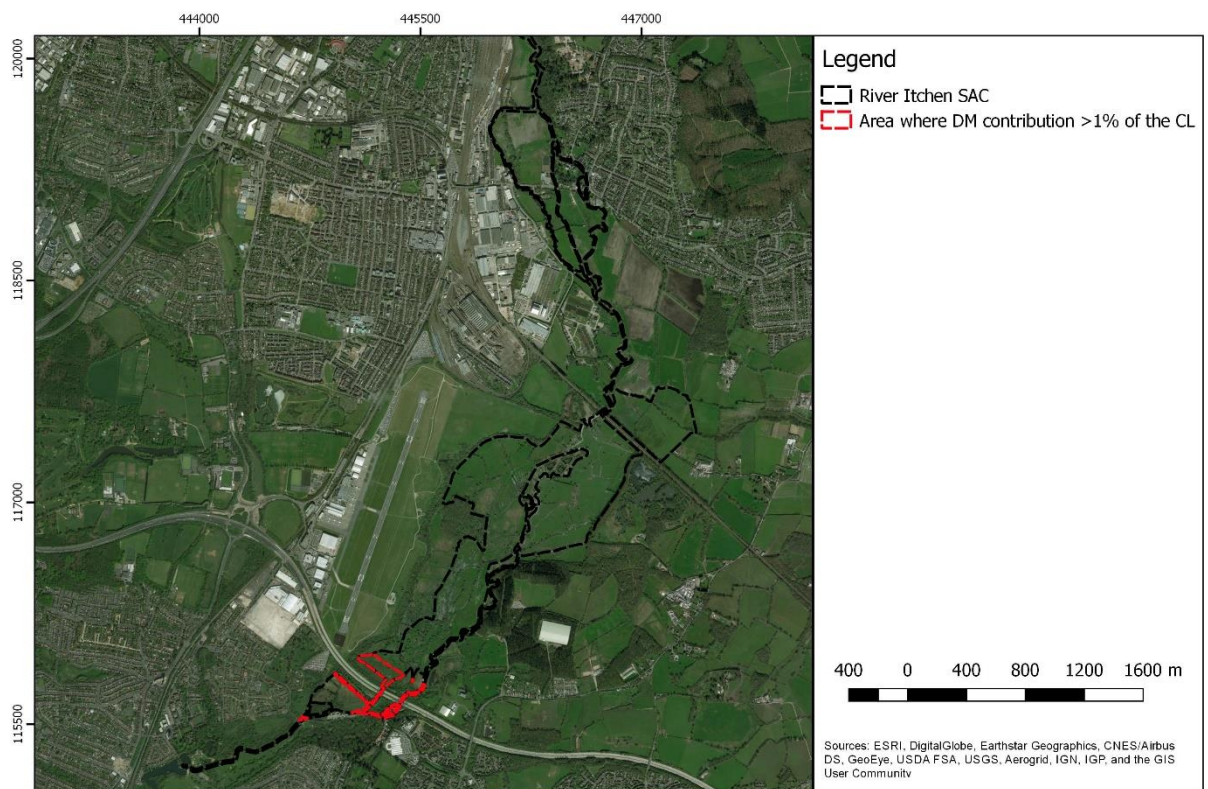 444000 445500 447000
120000
118500
117000
115500
Legend
River Itchen SAC
Area where DM contribution >1% of the CL
400 0 400 800 1200 1600 m
Sources: ESRI, DigitalGlobe, Earthstar Geographics, CNES/Airbus
DS, GeoEye, USDA FSA, USGS, Aerogrid, IGN, IGP, and the GIS
User Community